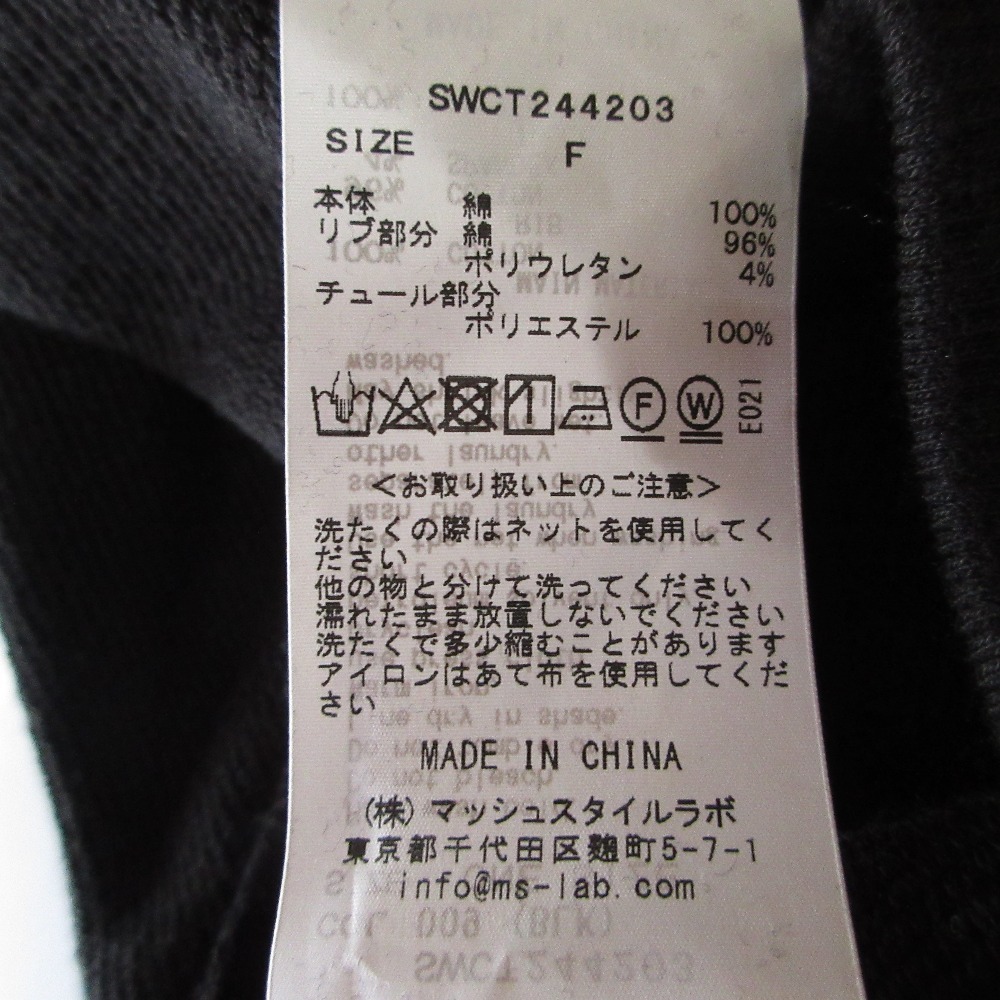 SWCT244203
SIZE F
本体 綿 100%
リブ部分 綿 96%
ポリウレタン 4%
チュール部分
ポリエステル 100%
F W E021
<お取り扱い上のご注意>
洗たくの際はネットを使用してく
ださい
他の物と分けて洗ってください
濡れたまま放置しないでください
洗たくで多少縮むことがあります
アイロンはあて布を使用してくだ
さい
MADE IN CHINA
(株)マッシュスタイルラボ
東京都千代田区麹町5-7-1
info@ms-lab.com